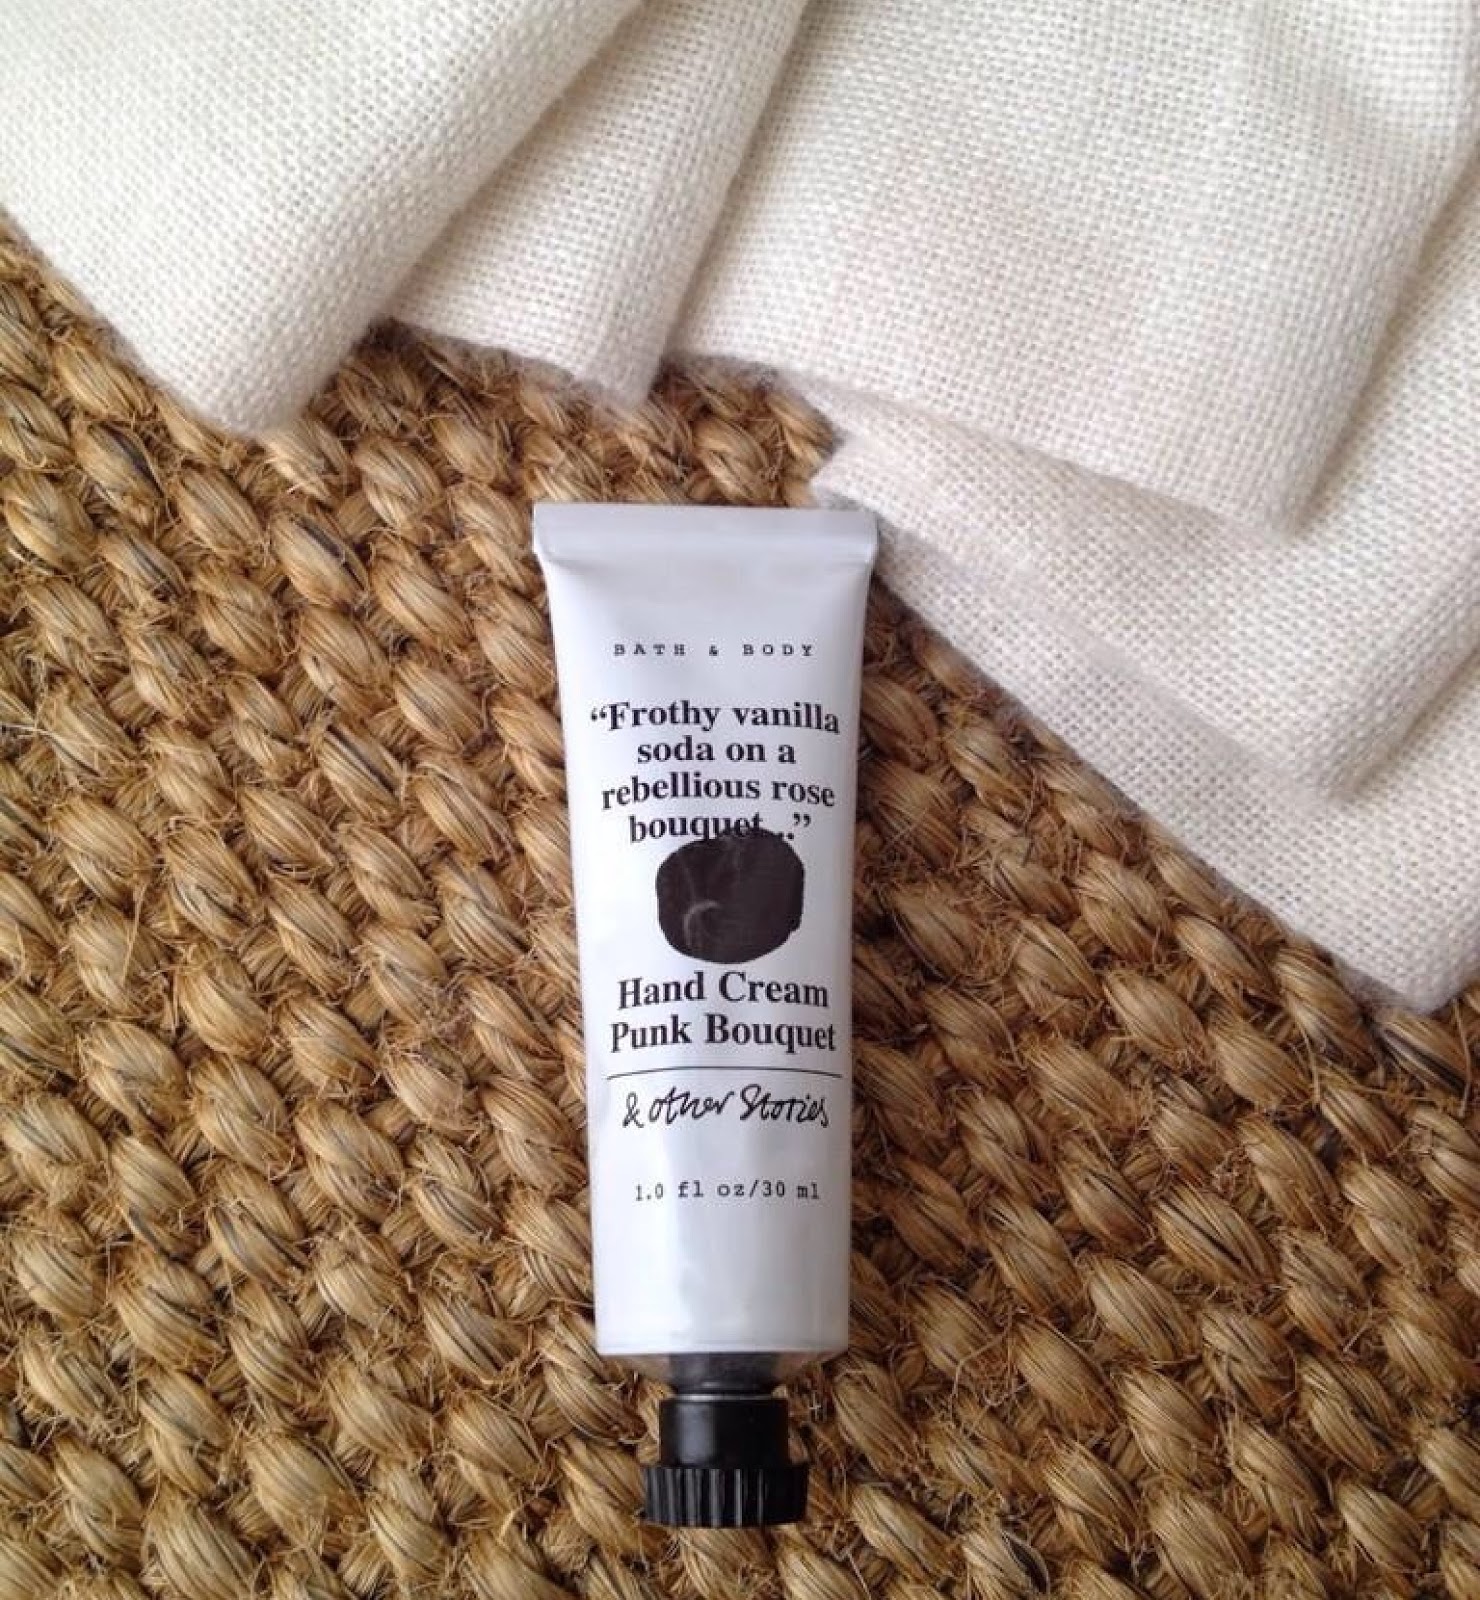 BATH & BODY
“Frothy vanilla
soda on a
rebellious rose
bouquet...”
Hand Cream
Punk Bouquet
& other Stories
1.0 fl oz/30 ml